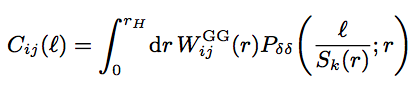 $C_{ij}(\ell) = \int_0^{r_H} \mathrm{d}r \, W_{ij}^{\mathrm{GG}}(r) P_{\delta\delta} \left( \frac{\ell}{S_k(r)}; r \right)$